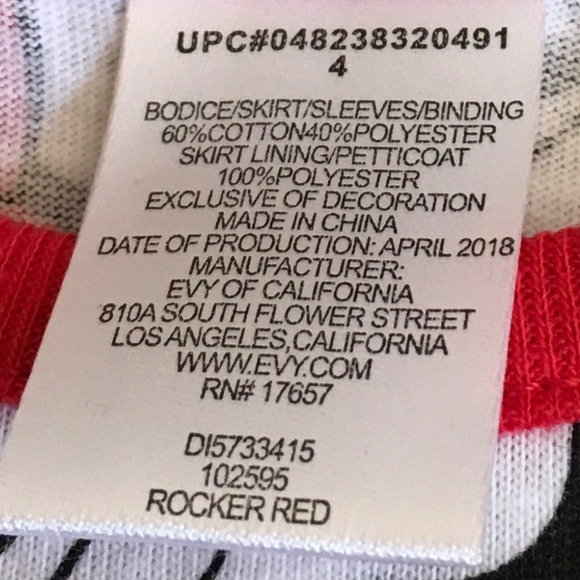 UPC#048238320491
4
BODICE/SKIRT/SLEEVES/BINDING
60%COTTON40%POLYESTER
SKIRT LINING/PETTICOAT
100%POLYESTER
EXCLUSIVE OF DECORATION
MADE IN CHINA
DATE OF PRODUCTION: APRIL 2018
MANUFACTURER:
EVY OF CALIFORNIA
810A SOUTH FLOWER STREET
LOS ANGELES,CALIFORNIA
WWW.EVY.COM
RN# 17657
DI5733415
102595
ROCKER RED